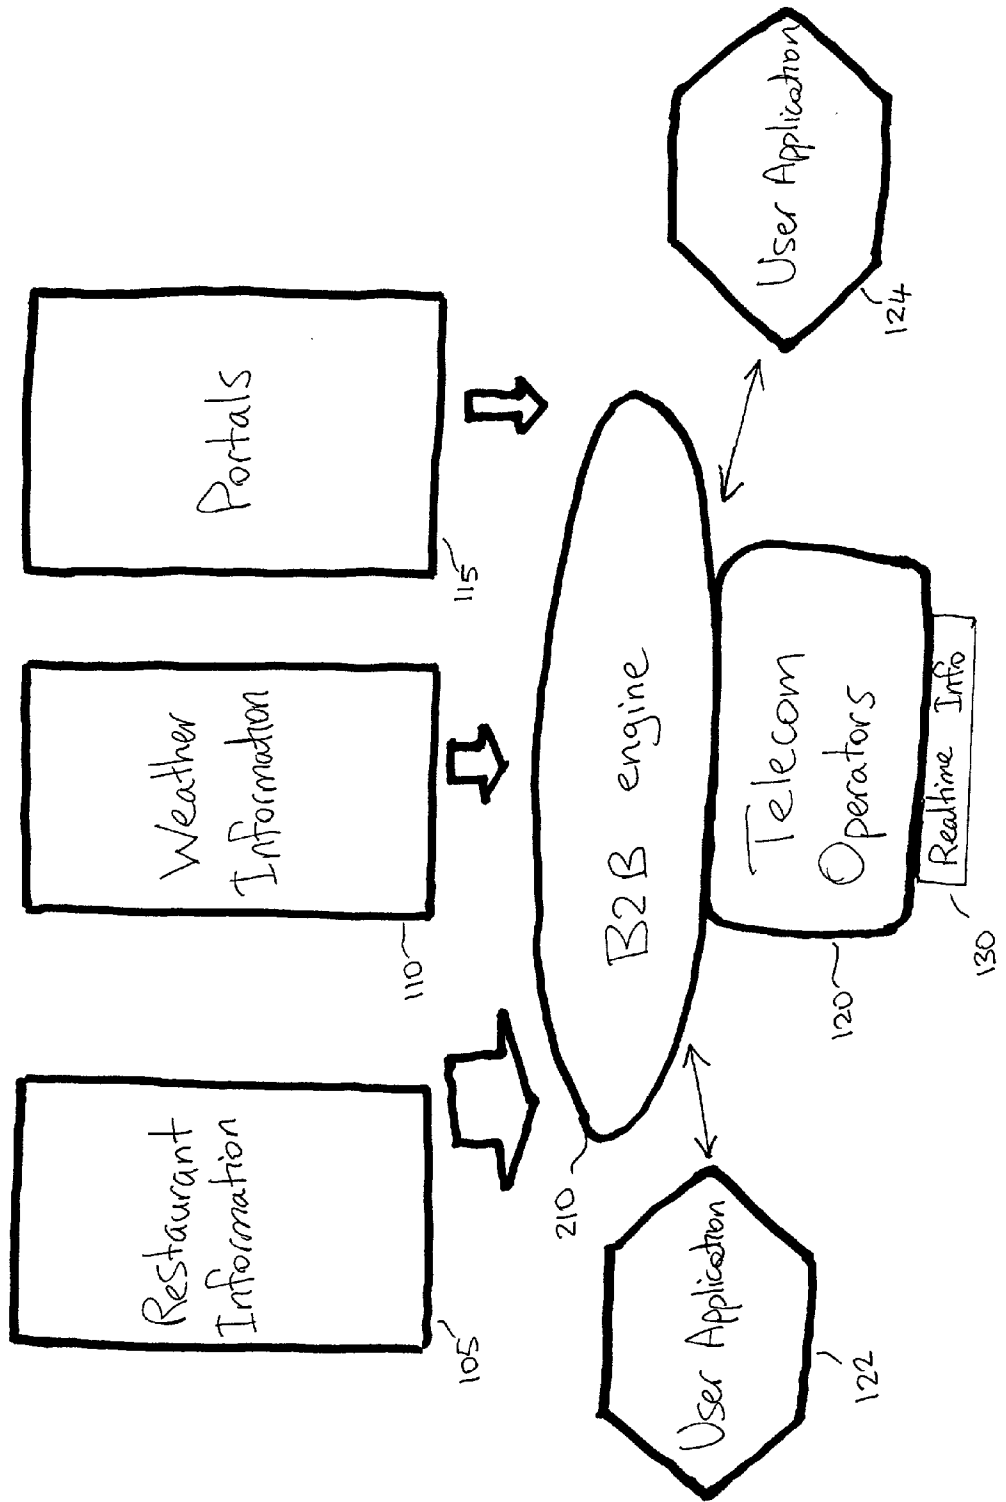 Restaurant
Information
105
Weather
Information
110
Portals
115
B2B engine
210
Telecom
Operators
120
Realtime Info
130
User Application
122
User Application
124